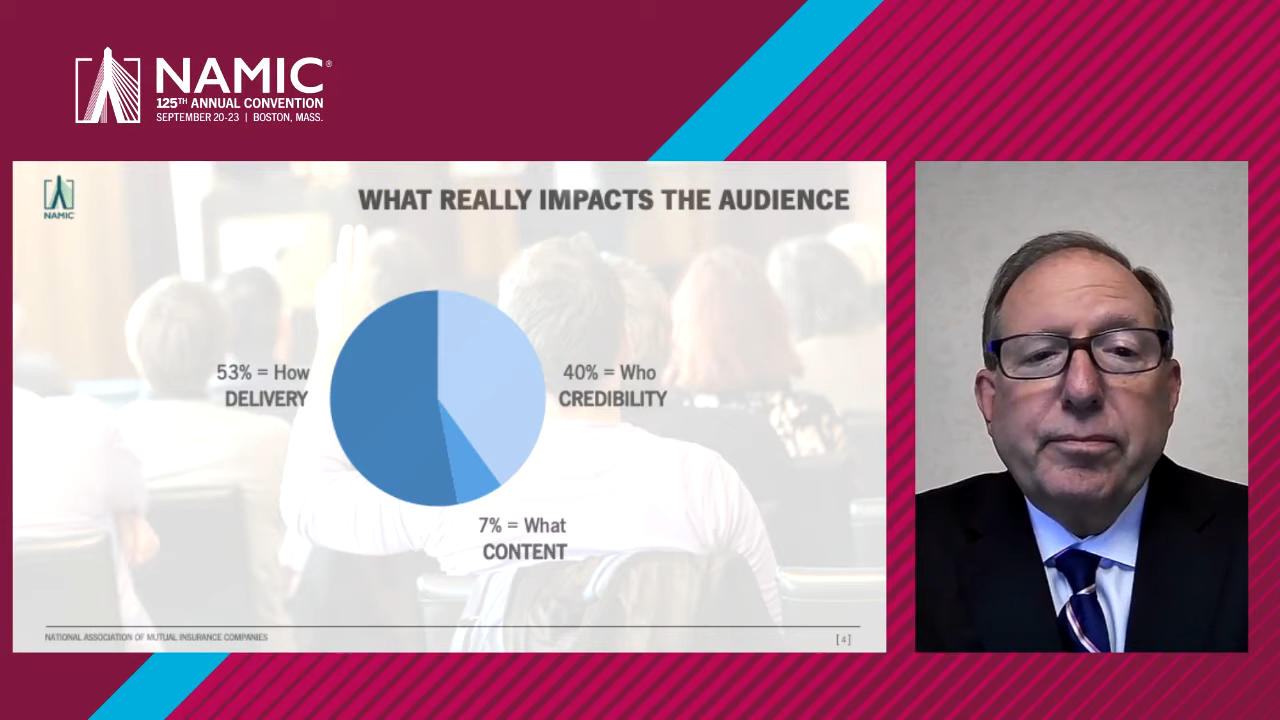 NAMIC®
125TH ANNUAL CONVENTION
SEPTEMBER 20-23 | BOSTON, MASS.
NAMIC
WHAT REALLY IMPACTS THE AUDIENCE
53% = How
DELIVERY
40% = Who
CREDIBILITY
7% = What
CONTENT
NATIONAL ASSOCIATION OF MUTUAL INSURANCE COMPANIES
[4]